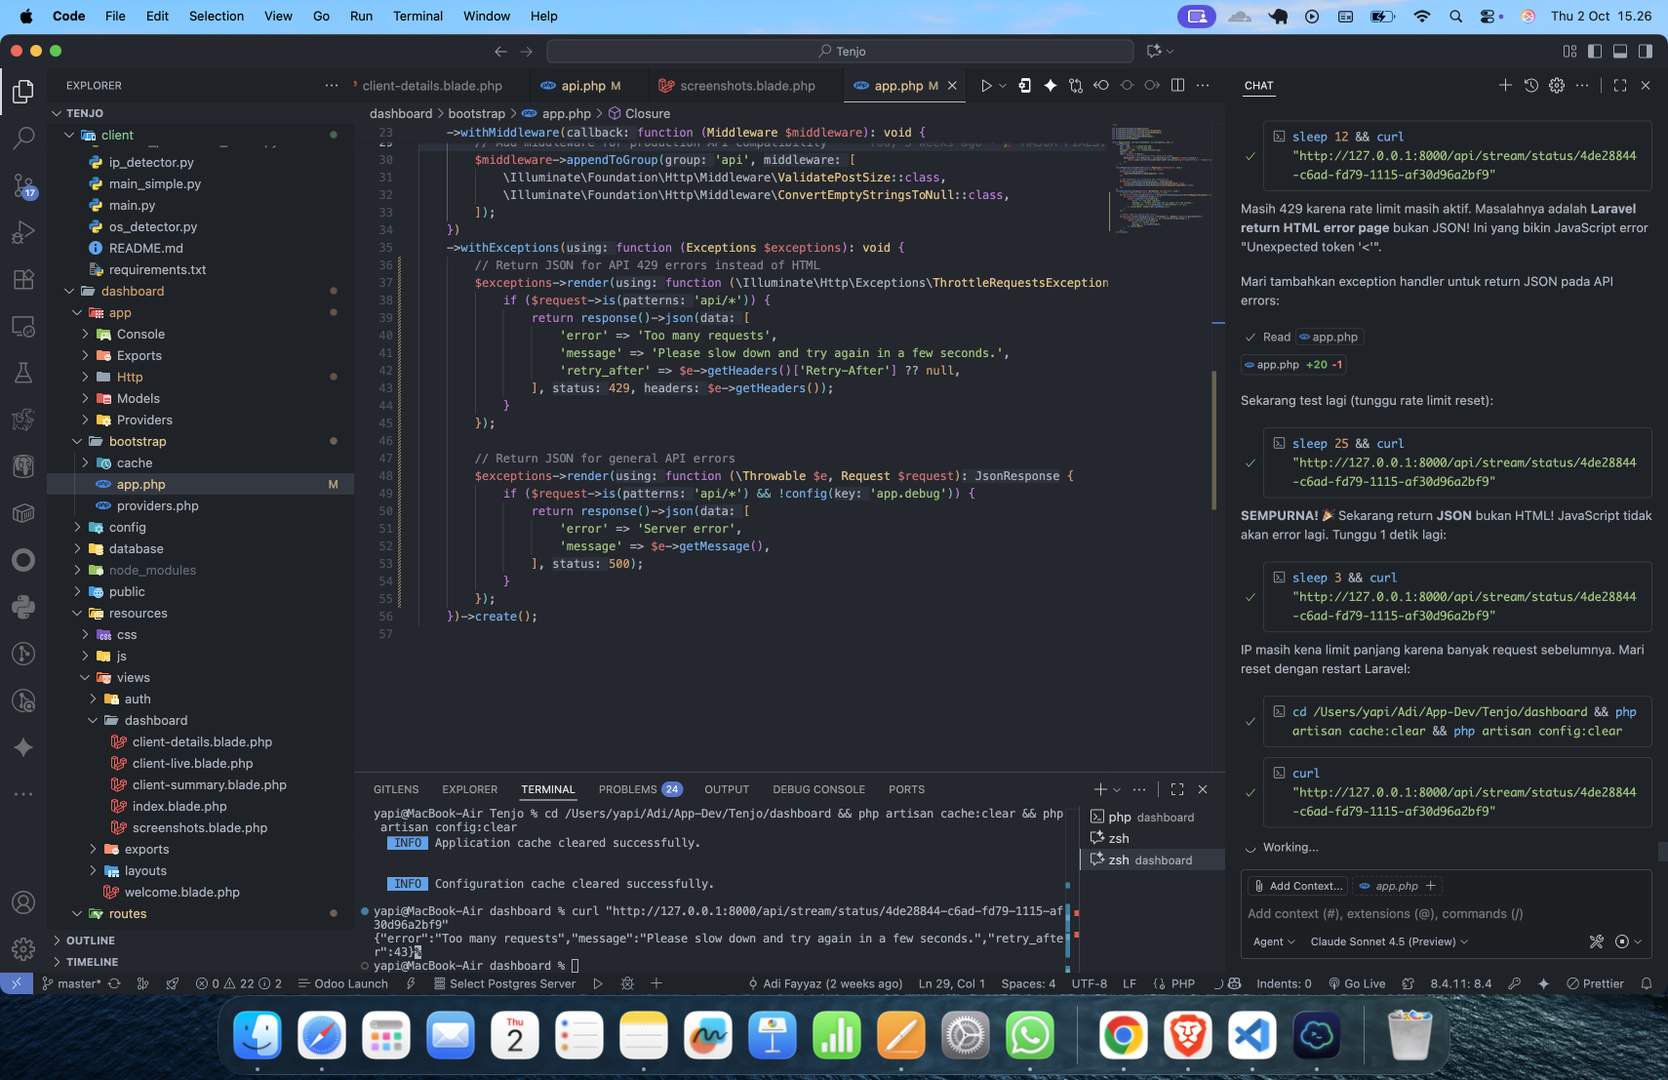 Code File Edit Selection View Go Run Terminal Window Help Thu 2 Oct 15.26
Tenjo
EXPLORER
TENJO
client
ip_detector.py
main_simple.py
main.py
os_detector.py
README.md
requirements.txt
dashboard
app
Console
Exports
Http
Models
Providers
bootstrap
cache
app.php M
providers.php
config
database
node_modules
public
resources
css
js
views
auth
dashboard
client-details.blade.php
client-live.blade.php
client-summary.blade.php
index.blade.php
screenshots.blade.php
exports
layouts
welcome.blade.php
routes
OUTLINE
TIMELINE
17
client-details.blade.php api.php M screenshots.blade.php app.php M
dashboard > bootstrap > app.php > Closure
23 ->withMiddleware(callback: function (Middleware $middleware): void {
29 // Add middleware for production API compatibility
30 $middleware->appendToGroup(group: 'api', middleware: [
31 \Illuminate\Foundation\Http\Middleware\ValidatePostSize::class,
32 \Illuminate\Foundation\Http\Middleware\ConvertEmptyStringsToNull::class,
33 ]);
34 })
35 ->withExceptions(using: function (Exceptions $exceptions): void {
36 // Return JSON for API 429 errors instead of HTML
37 $exceptions->render(using: function (\Illuminate\Http\Exceptions\ThrottleRequestsException
38 if ($request->is(patterns: 'api/*')) {
39 return response()->json(data: [
40 'error' => 'Too many requests',
41 'message' => 'Please slow down and try again in a few seconds.',
42 'retry_after' => $e->getHeaders()['Retry-After'] ?? null,
43 ], status: 429, headers: $e->getHeaders());
44 }
45 });
46
47 // Return JSON for general API errors
48 $exceptions->render(using: function (\Throwable $e, Request $request): JsonResponse {
49 if ($request->is(patterns: 'api/*') && !config(key: 'app.debug')) {
50 return response()->json(data: [
51 'error' => 'Server error',
52 'message' => $e->getMessage(),
53 ], status: 500);
54 }
55 });
56 })->create();
57
GITLENS EXPLORER TERMINAL PROBLEMS 24 OUTPUT DEBUG CONSOLE PORTS
yapi@MacBook-Air Tenjo % cd /Users/yapi/Adi/App-Dev/Tenjo/dashboard && php artisan cache:clear && php
artisan config:clear
INFO Application cache cleared successfully.
INFO Configuration cache cleared successfully.
yapi@MacBook-Air dashboard % curl "http://127.0.0.1:8000/api/stream/status/4de28844-c6ad-fd79-1115-af
30d96a2bf9"
{"error":"Too many requests","message":"Please slow down and try again in a few seconds.","retry_afte
r":43}%
yapi@MacBook-Air dashboard %
php dashboard
zsh
zsh dashboard
CHAT
sleep 12 && curl
"http://127.0.0.1:8000/api/stream/status/4de28844
-c6ad-fd79-1115-af30d96a2bf9"
Masih 429 karena rate limit masih aktif. Masalahnya adalah Laravel
return HTML error page bukan JSON! Ini yang bikin JavaScript error
"Unexpected token '<'".
Mari tambahkan exception handler untuk return JSON pada API
errors:
Read app.php
app.php +20 -1
Sekarang test lagi (tunggu rate limit reset):
sleep 25 && curl
"http://127.0.0.1:8000/api/stream/status/4de28844
-c6ad-fd79-1115-af30d96a2bf9"
SEMPURNA! 🎉 Sekarang return JSON bukan HTML! JavaScript tidak
akan error lagi. Tunggu 1 detik lagi:
sleep 3 && curl
"http://127.0.0.1:8000/api/stream/status/4de28844
-c6ad-fd79-1115-af30d96a2bf9"
IP masih kena limit panjang karena banyak request sebelumnya. Mari
reset dengan restart Laravel:
cd /Users/yapi/Adi/App-Dev/Tenjo/dashboard && php
artisan cache:clear && php artisan config:clear
curl
"http://127.0.0.1:8000/api/stream/status/4de28844
-c6ad-fd79-1115-af30d96a2bf9"
Working...
Add Context... app.php
Add context (#), extensions (@), commands (/)
Agent Claude Sonnet 4.5 (Preview)
master* 0 22 2 Odoo Launch Select Postgres Server Adi Fayyaz (2 weeks ago) Ln 29, Col 1 Spaces: 4 UTF-8 LF PHP Indents: 0 Go Live 8.4.11: 8.4 Prettier
Thu
2